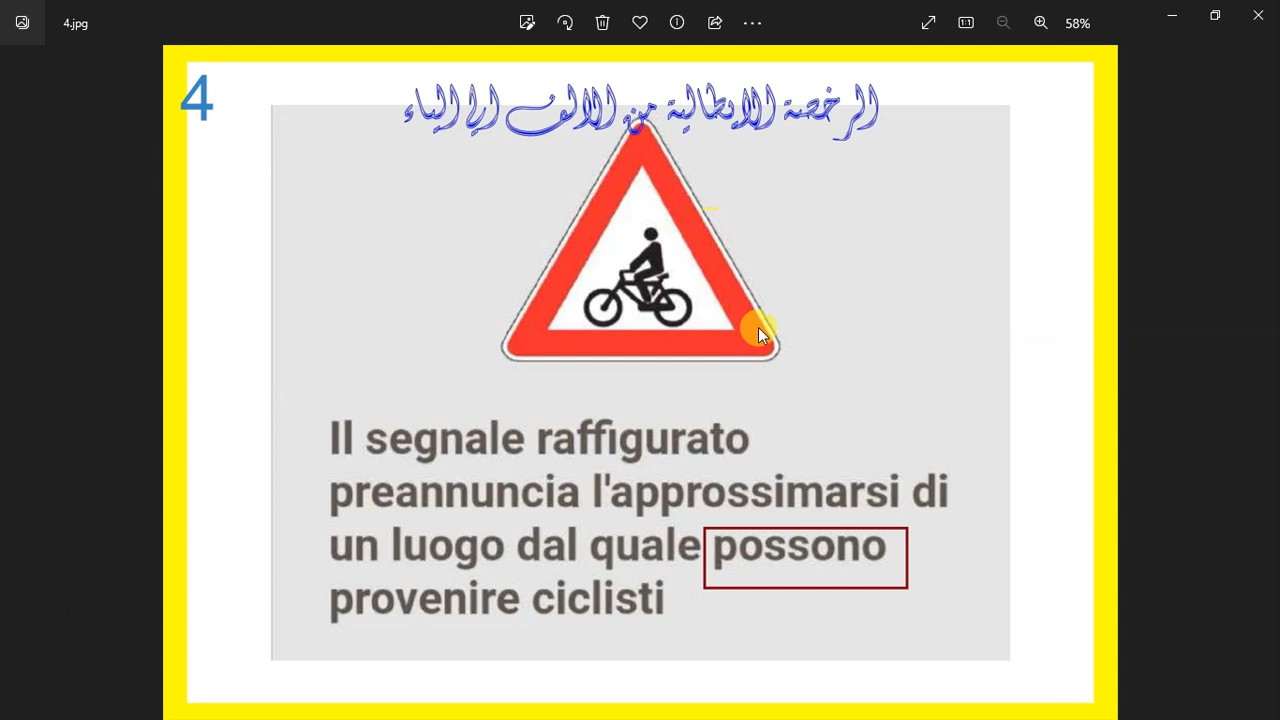 4.jpg
58%
4
الرخصة الايطالية من الالف الى الياء
Il segnale raffigurato
preannuncia l'approssimarsi di
un luogo dal quale possono
provenire ciclisti